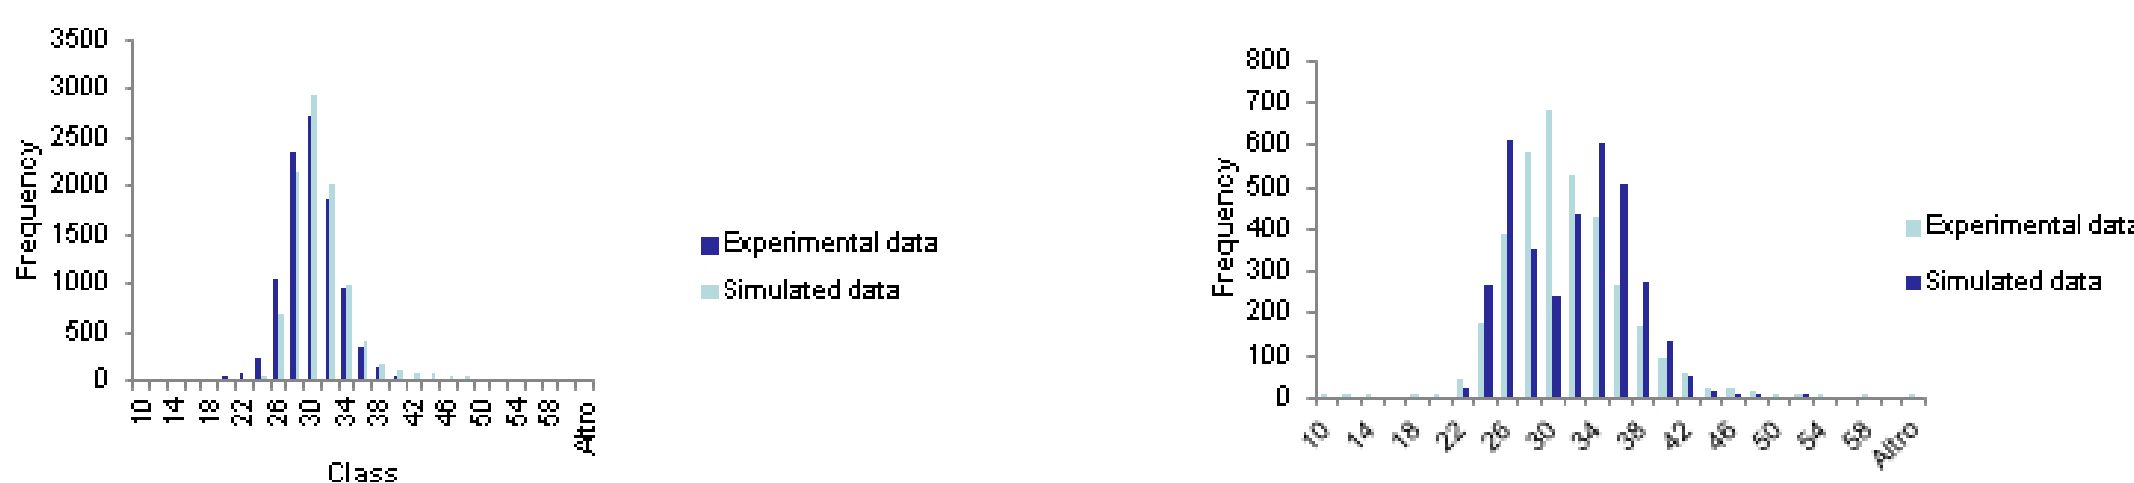 3500
3000
2500
2000
1500
1000
500
0
Frequency
10 14 18 22 26 30 34 38 42 46 50 54 58 Altro
Class
Experimental data
Simulated data
800
700
600
500
400
300
200
100
0
Frequency
10 14 18 22 26 30 34 38 42 46 50 54 58 Altro
Experimental data
Simulated data